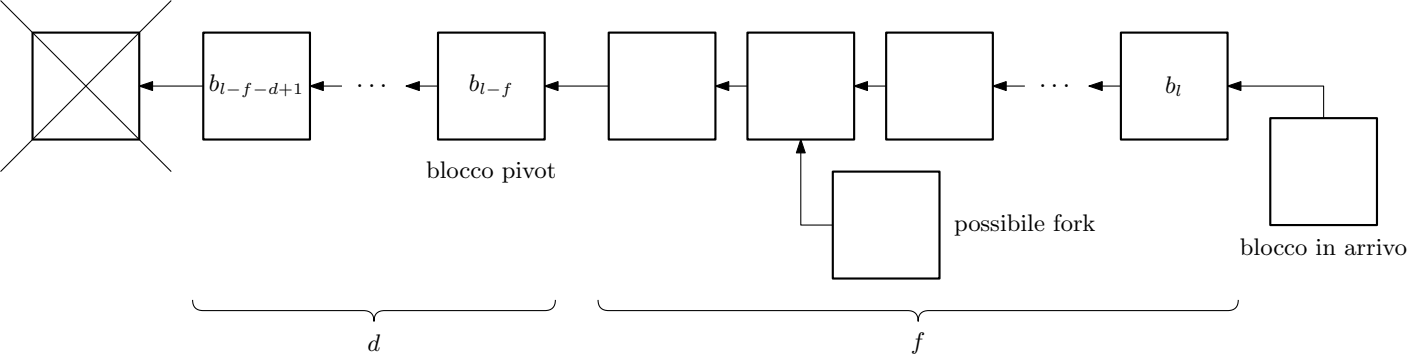 b_{l-f-d+1} ... b_{l-f} ... b_l
blocco pivot
possibile fork
blocco in arrivo
d f